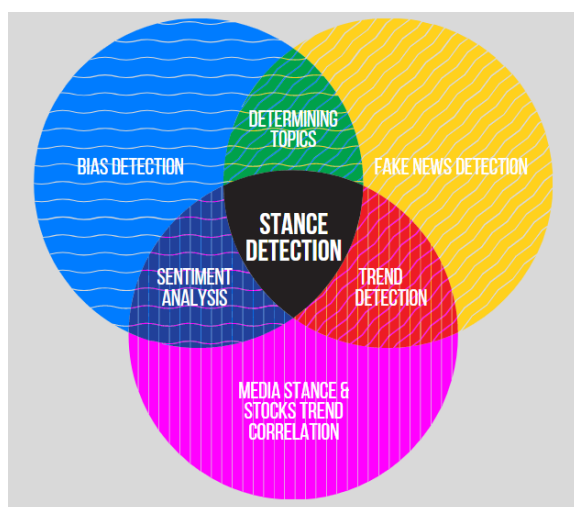 DETERMINING
TOPICS
BIAS DETECTION
FAKE NEWS DETECTION
STANCE
DETECTION
SENTIMENT
ANALYSIS
TREND
DETECTION
MEDIA STANCE &
STOCKS TREND
CORRELATION